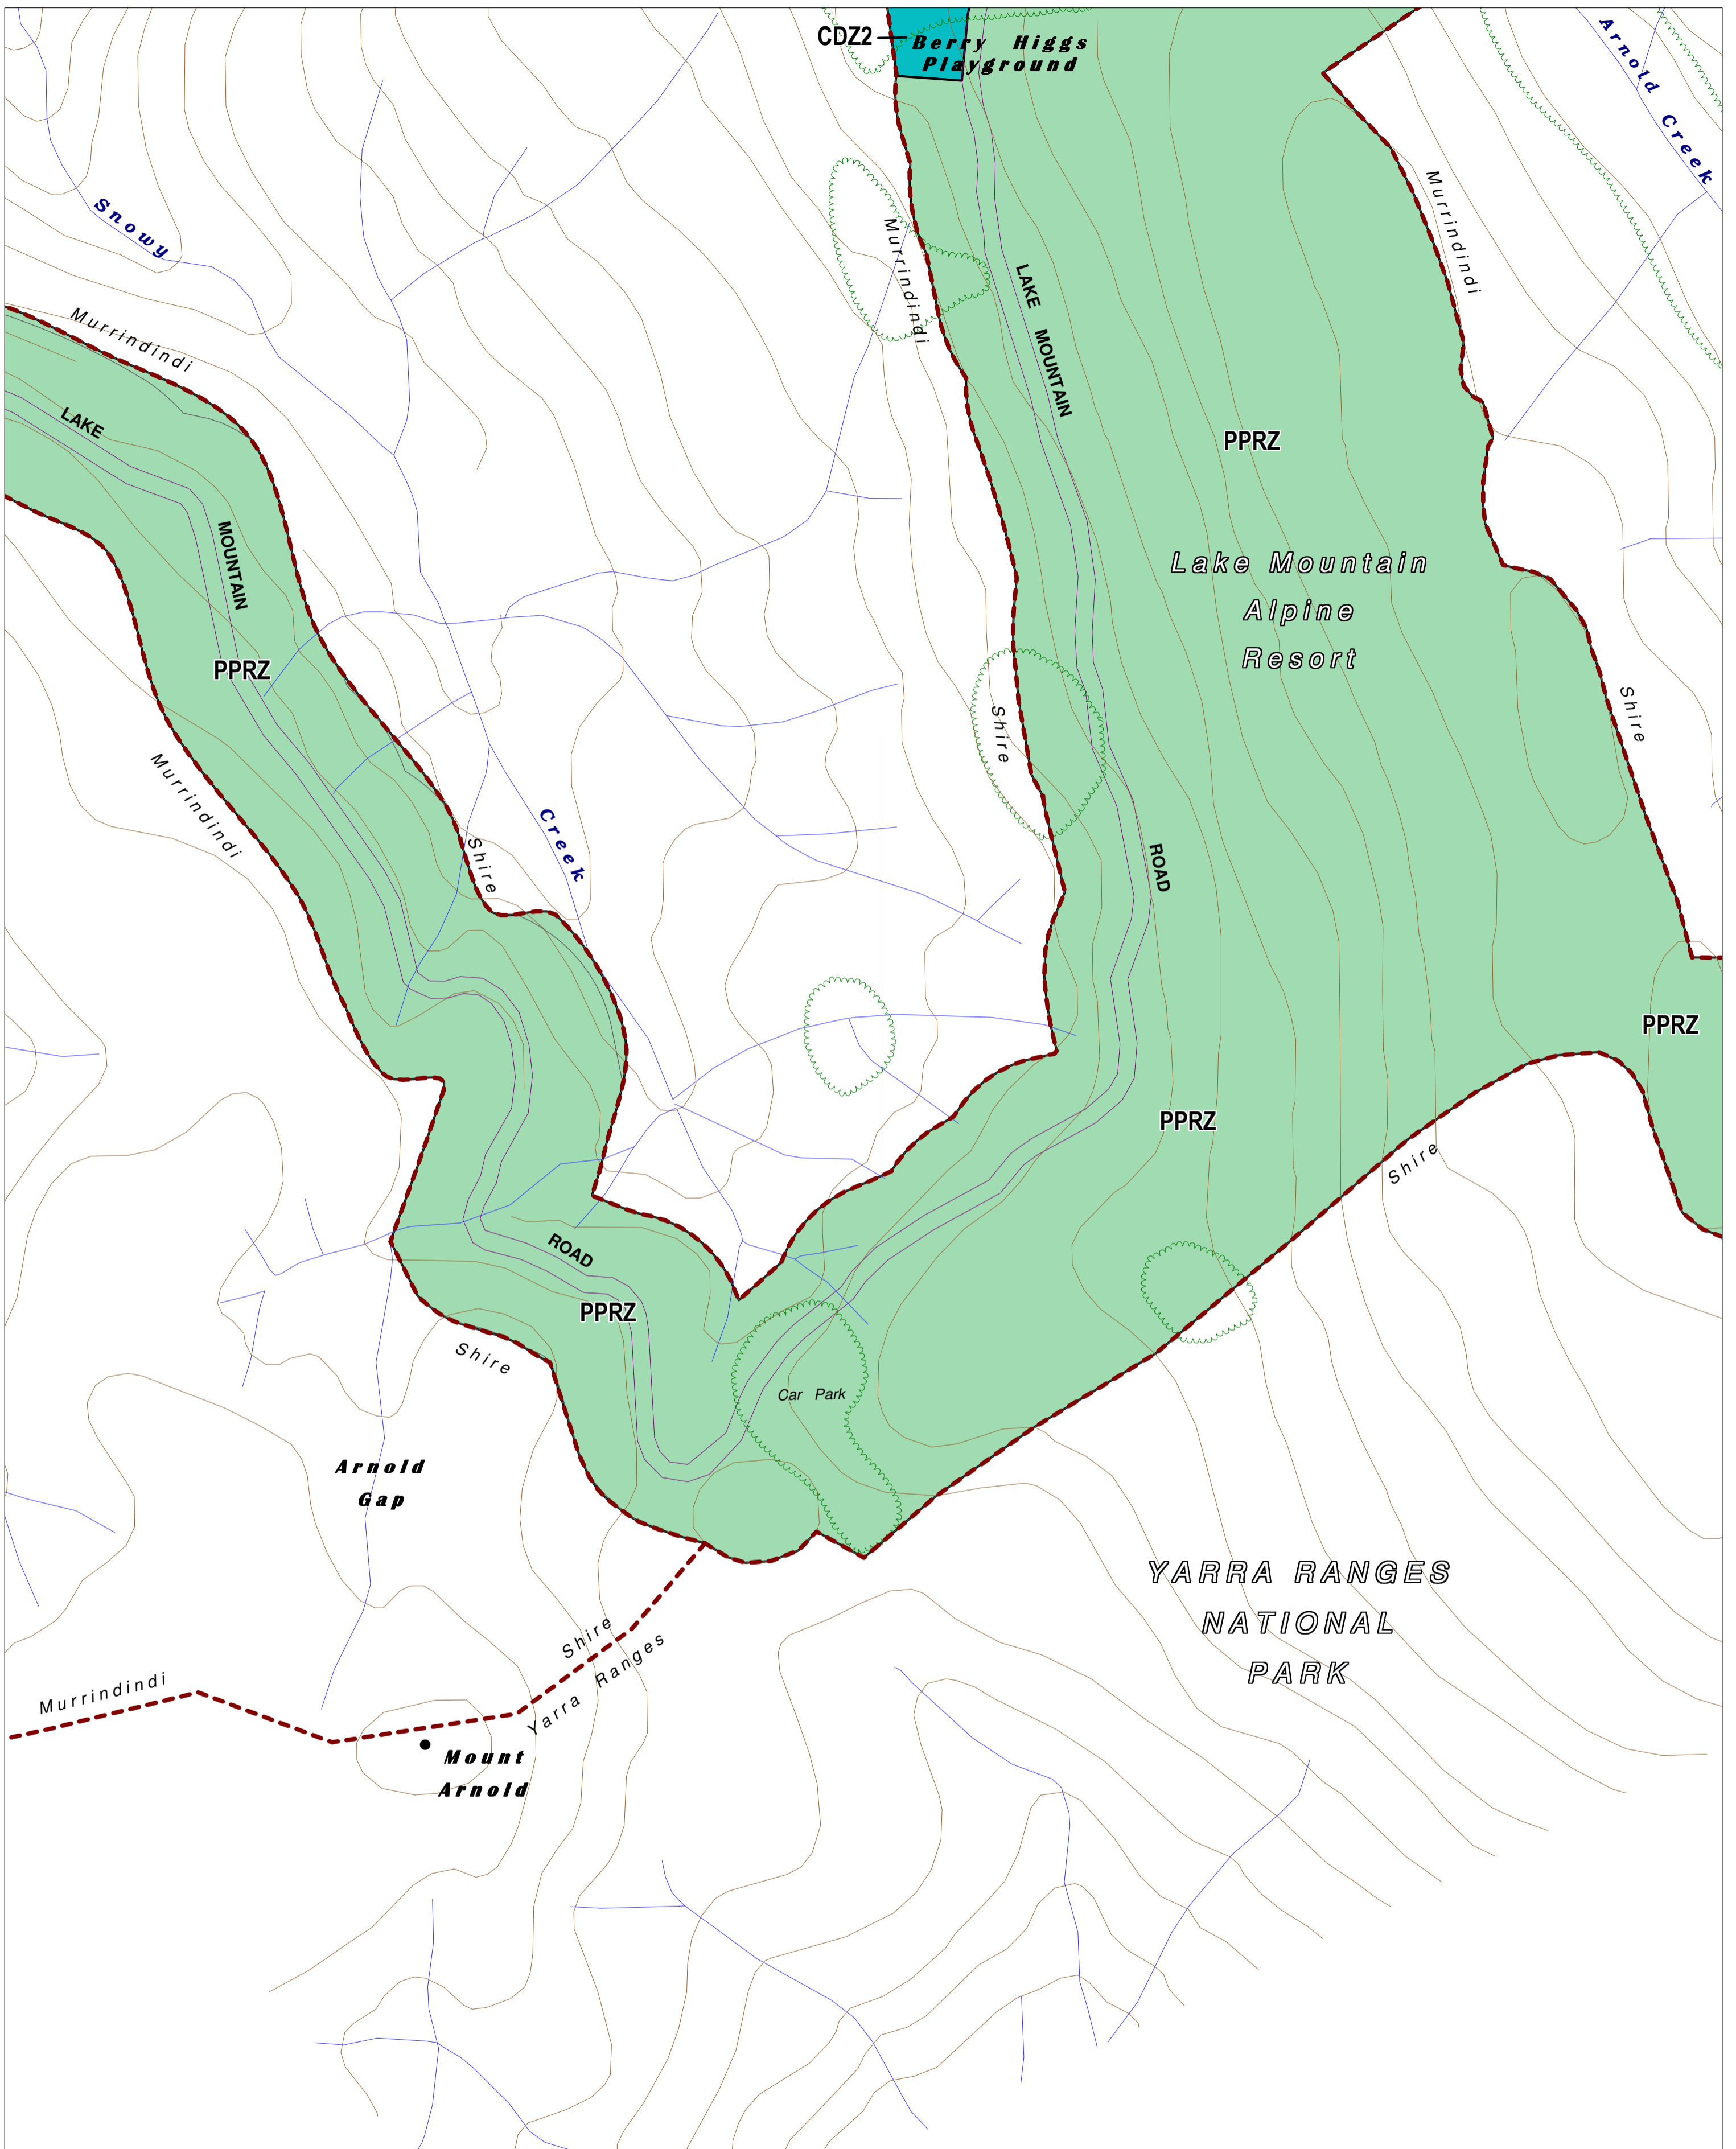 CDZ2
Berry Higgs
Playground
Arnold Creek
Snowy
Murrindindi
Murrindindi
Murrindindi
LAKE MOUNTAIN
LAKE
MOUNTAIN
PPRZ
Lake Mountain
Alpine
Resort
PPRZ
Shire
Shire
Murrindindi
Creek
Shire
ROAD
PPRZ
PPRZ
Shire
ROAD
PPRZ
Shire
Car Park
Arnold
Gap
YARRA RANGES
NATIONAL
PARK
Shire
Yarra Ranges
Murrindindi
Mount
Arnold